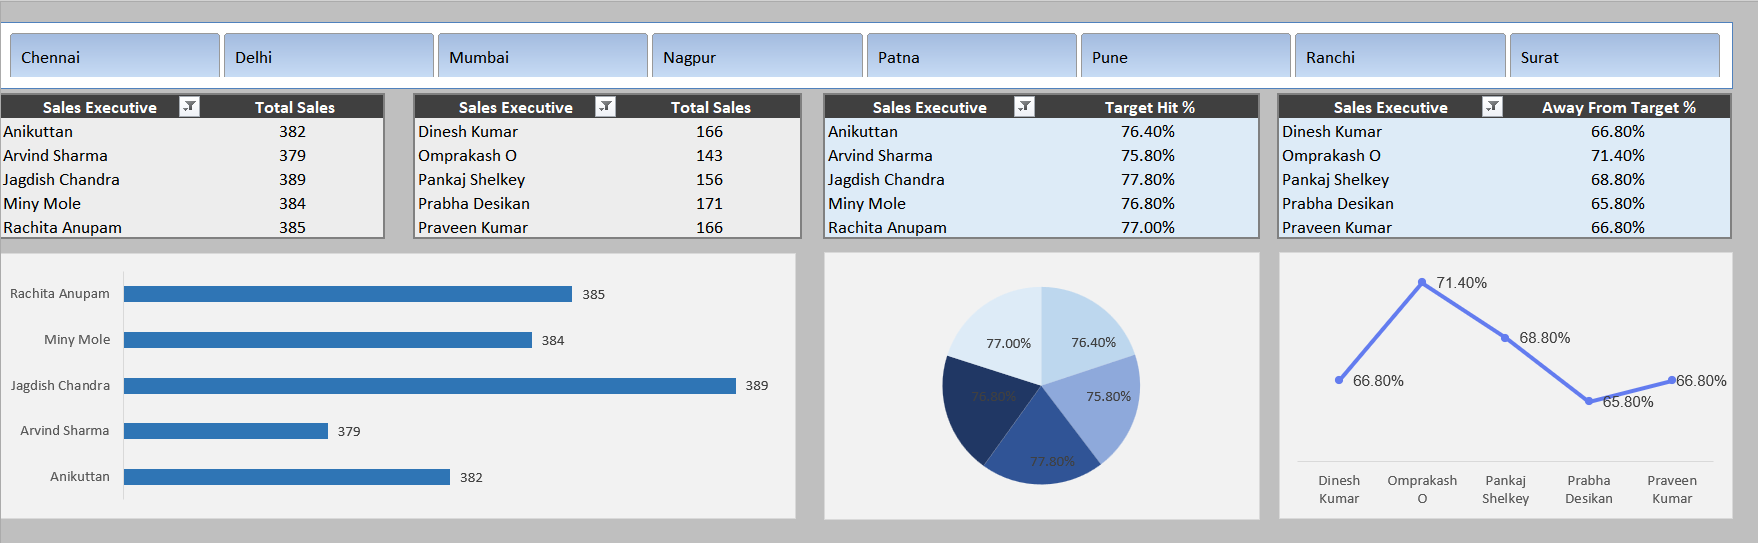 Chennai Delhi Mumbai Nagpur Patna Pune Ranchi Surat
Sales Executive Total Sales
Anikuttan 382
Arvind Sharma 379
Jagdish Chandra 389
Miny Mole 384
Rachita Anupam 385
Sales Executive Total Sales
Dinesh Kumar 166
Omprakash O 143
Pankaj Shelkey 156
Prabha Desikan 171
Praveen Kumar 166
Sales Executive Target Hit %
Anikuttan 76.40%
Arvind Sharma 75.80%
Jagdish Chandra 77.80%
Miny Mole 76.80%
Rachita Anupam 77.00%
Sales Executive Away From Target %
Dinesh Kumar 66.80%
Omprakash O 71.40%
Pankaj Shelkey 68.80%
Prabha Desikan 65.80%
Praveen Kumar 66.80%
Rachita Anupam 385
Miny Mole 384
Jagdish Chandra 389
Arvind Sharma 379
Anikuttan 382
77.00% 76.40%
76.80% 75.80%
77.80%
71.40%
68.80%
66.80% 66.80%
65.80%
Dinesh Omprakash Pankaj Prabha Praveen
Kumar O Shelkey Desikan Kumar